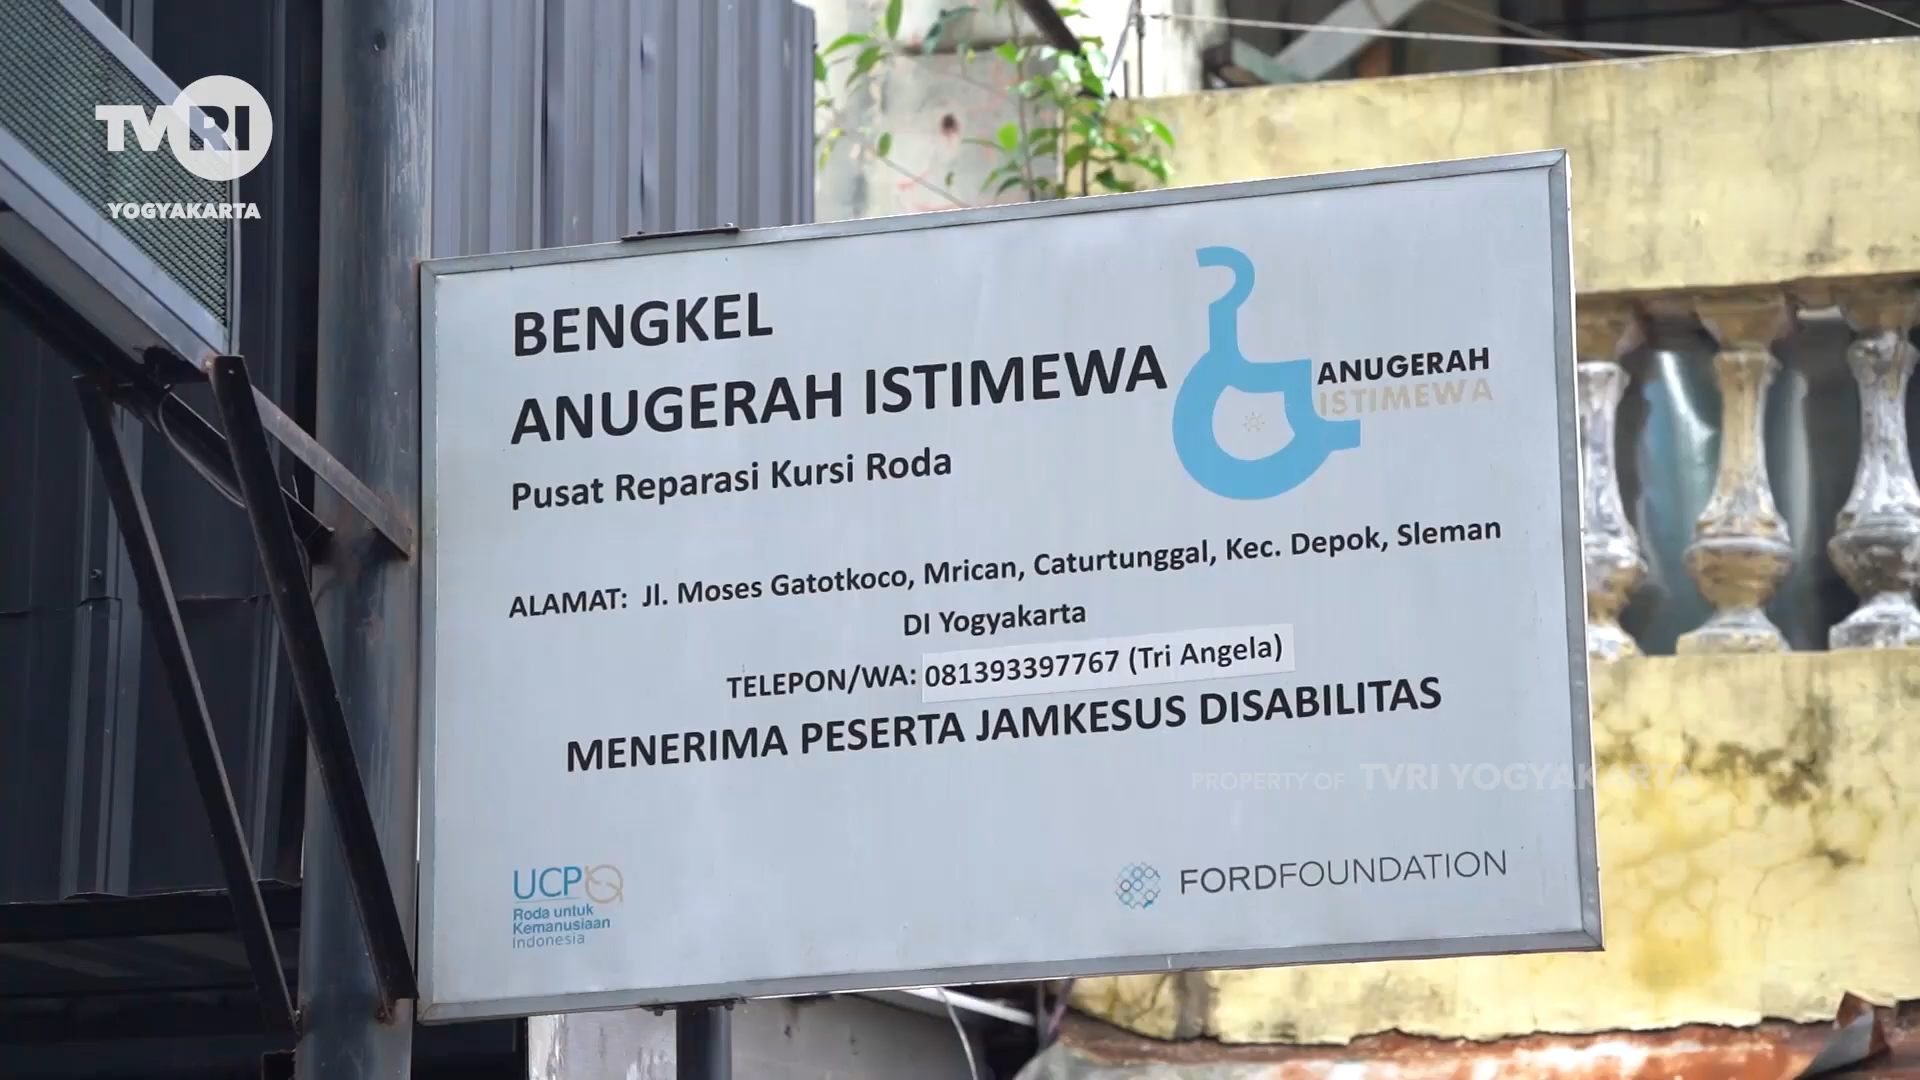 TVRI
YOGYAKARTA
BENGKEL
ANUGERAH ISTIMEWA
Pusat Reparasi Kursi Roda
ANUGERAH
ISTIMEWA
ALAMAT: Jl. Moses Gatotkoco, Mrican, Caturtunggal, Kec. Depok, Sleman
DI Yogyakarta
TELEPON/WA: 081393397767 (Tri Angela)
MENERIMA PESERTA JAMKESUS DISABILITAS
PROPERTY OF TVRI YOGYAKARTA
UCP
Roda untuk
Kemanusiaan
Indonesia
FORDFOUNDATION